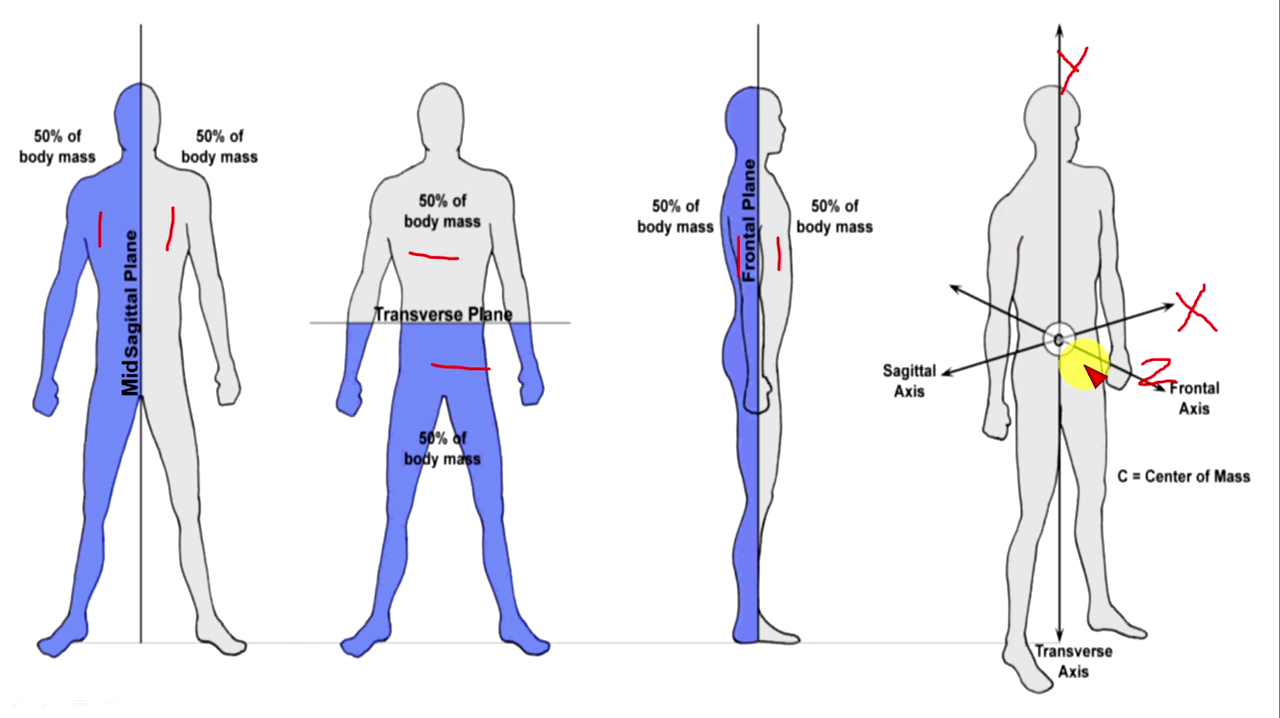 50% of
body mass
50% of
body mass
MidSagittal Plane
50% of
body mass
Transverse Plane
50% of
body mass
50% of
body mass
Frontal Plane
50% of
body mass
Y
X
C
Z
Sagittal
Axis
Frontal
Axis
C = Center of Mass
Transverse
Axis